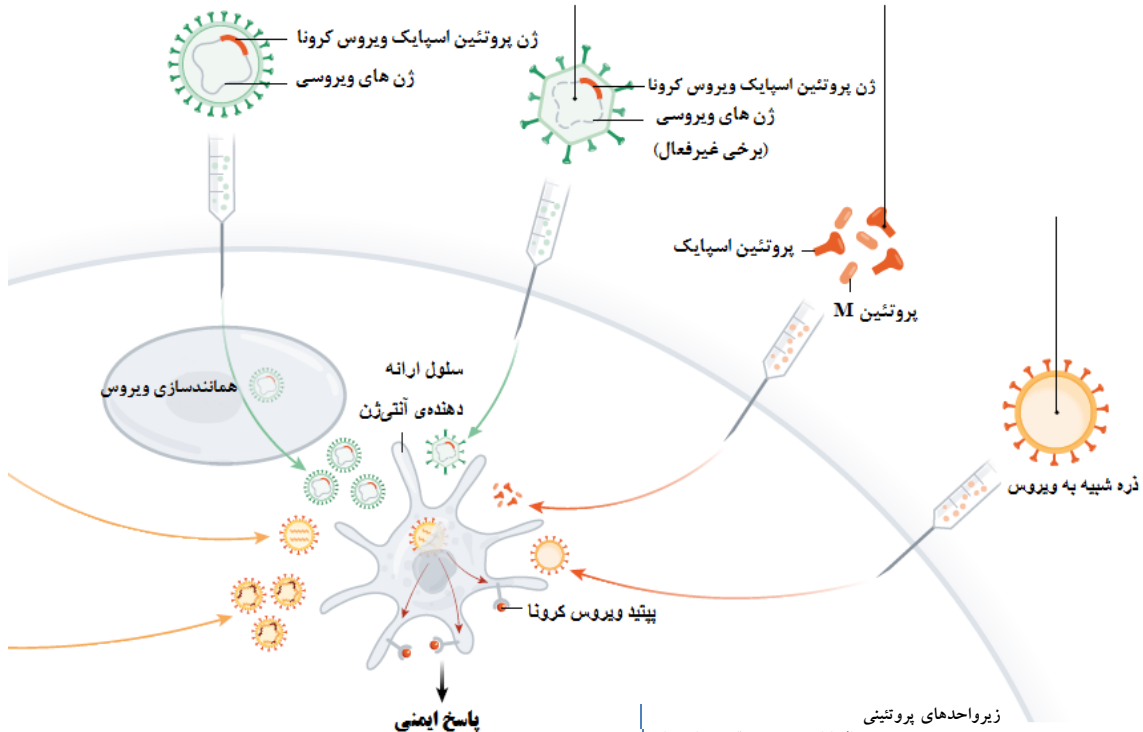 ژن پروتئین اسپایک ویروس کرونا
ژن های ویروسی
ژن پروتئین اسپایک ویروس کرونا
ژن های ویروسی
(برخی غیرفعال)
پروتئین اسپایک
پروتئین M
ذره شبیه به ویروس
همانندسازی ویروس
سلول ارائه
دهنده‌ی آنتی‌ژن
پپتید ویروس کرونا
پاسخ ایمنی
زیرواحدهای پروتئینی